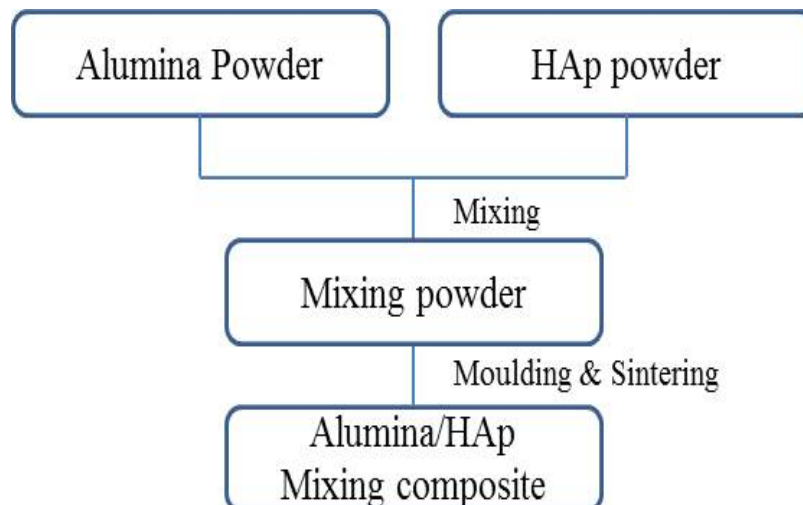 Alumina Powder
HAp powder
Mixing
Mixing powder
Moulding & Sintering
Alumina/HAp
Mixing composite